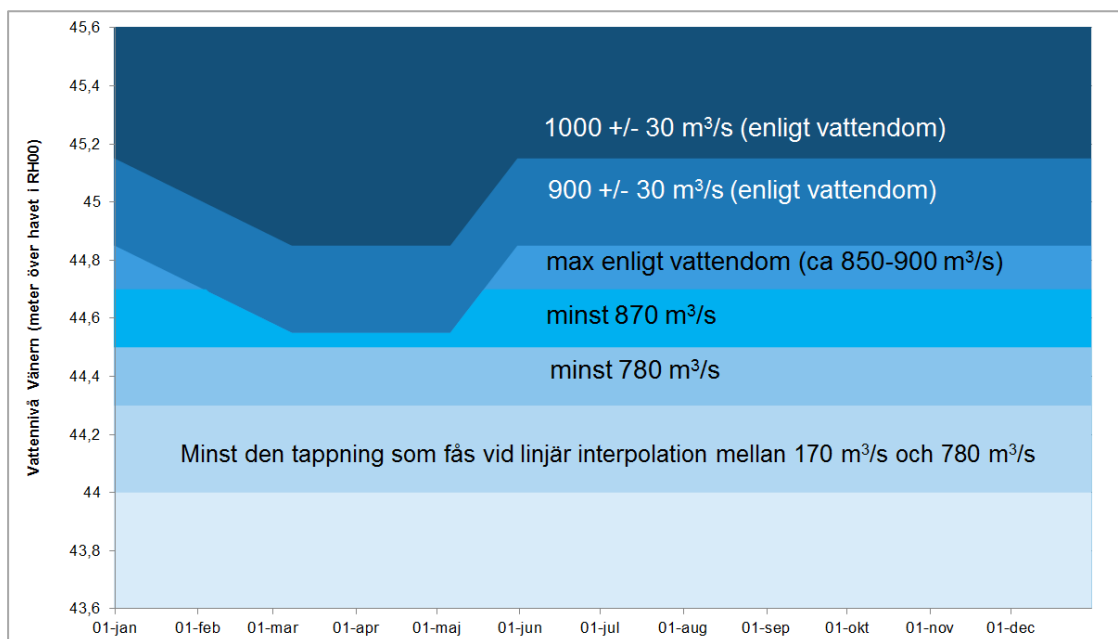 45,6
45,4
45,2
45
44,8
44,6
44,4
44,2
44
43,8
43,6
Vattennivå Vänern (meter över havet i RH00)
1000 +/- 30 m³/s (enligt vattendom)
900 +/- 30 m³/s (enligt vattendom)
max enligt vattendom (ca 850-900 m³/s)
minst 870 m³/s
minst 780 m³/s
Minst den tappning som fås vid linjär interpolation mellan 170 m³/s och 780 m³/s
01-jan 01-feb 01-mar 01-apr 01-maj 01-jun 01-jul 01-aug 01-sep 01-okt 01-nov 01-dec